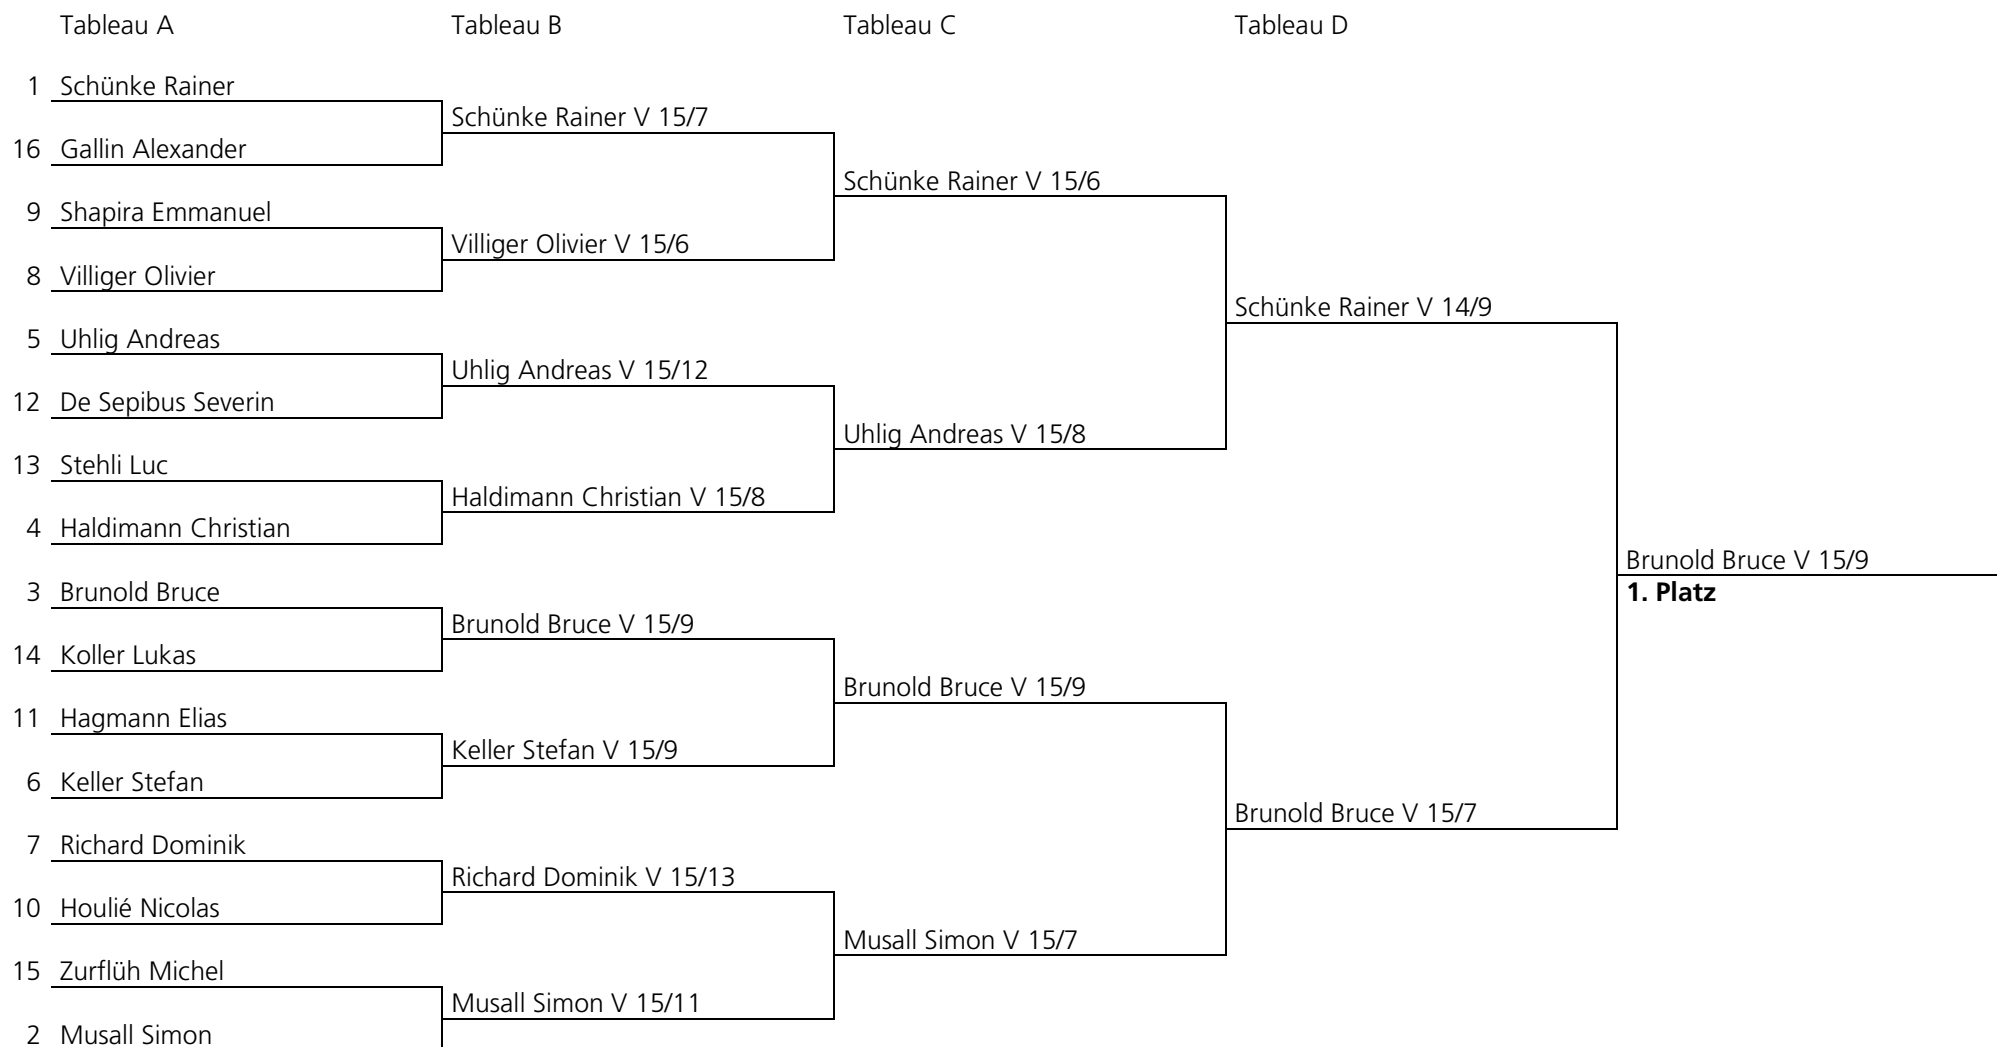 Tableau A Tableau B Tableau C Tableau D
1 Schünke Rainer
Schünke Rainer V 15/7
16 Gallin Alexander
Schünke Rainer V 15/6
9 Shapira Emmanuel
Villiger Olivier V 15/6
8 Villiger Olivier
Schünke Rainer V 14/9
5 Uhlig Andreas
Uhlig Andreas V 15/12
12 De Sepibus Severin
Uhlig Andreas V 15/8
13 Stehli Luc
Haldimann Christian V 15/8
4 Haldimann Christian
Brunold Bruce V 15/9
1. Platz
3 Brunold Bruce
Brunold Bruce V 15/9
14 Koller Lukas
Brunold Bruce V 15/9
11 Hagmann Elias
Keller Stefan V 15/9
6 Keller Stefan
Brunold Bruce V 15/7
7 Richard Dominik
Richard Dominik V 15/13
10 Houlié Nicolas
Musall Simon V 15/7
15 Zurflüh Michel
Musall Simon V 15/11
2 Musall Simon